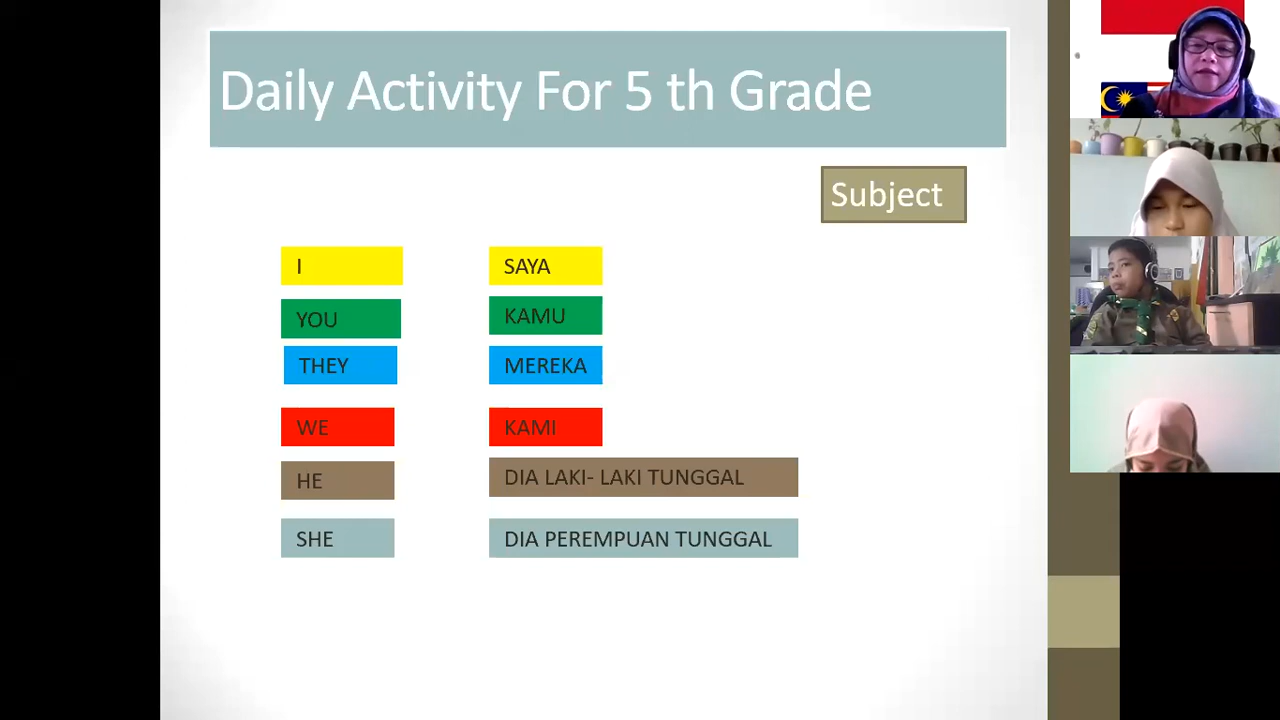 Daily Activity For 5 th Grade
Subject
I SAYA
YOU KAMU
THEY MEREKA
WE KAMI
HE DIA LAKI- LAKI TUNGGAL
SHE DIA PEREMPUAN TUNGGAL